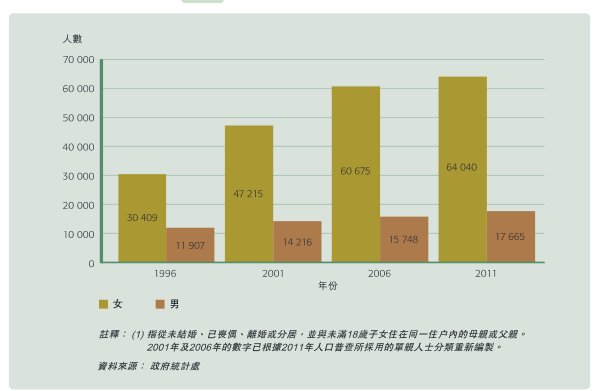 人數
70 000
60 000
50 000
40 000
30 000
20 000
10 000
0
30 409
11 907
47 215
14 216
60 675
15 748
64 040
17 665
1996
2001
2006
2011
年份
女
男
註釋： (1) 指從未結婚、已喪偶、離婚或分居，並與未滿18歲子女住在同一住户內的母親或父親。
2001年及2006年的數字已根據2011年人口普查所採用的單親人士分類重新編製。
資料來源： 政府統計處